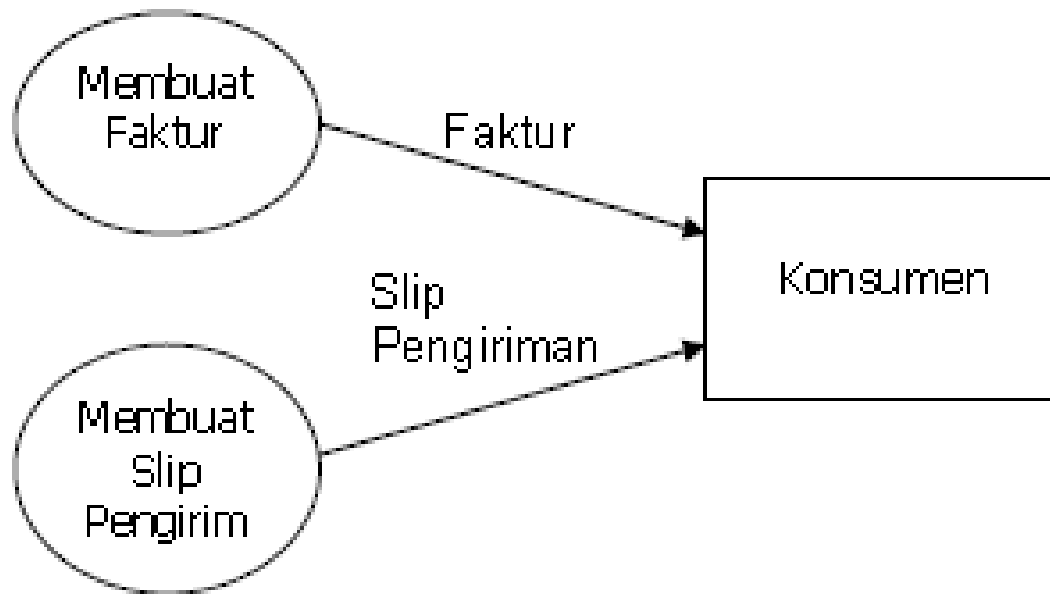 Membuat
Faktur
Faktur
Konsumen
Slip
Pengiriman
Membuat
Slip
Pengirim